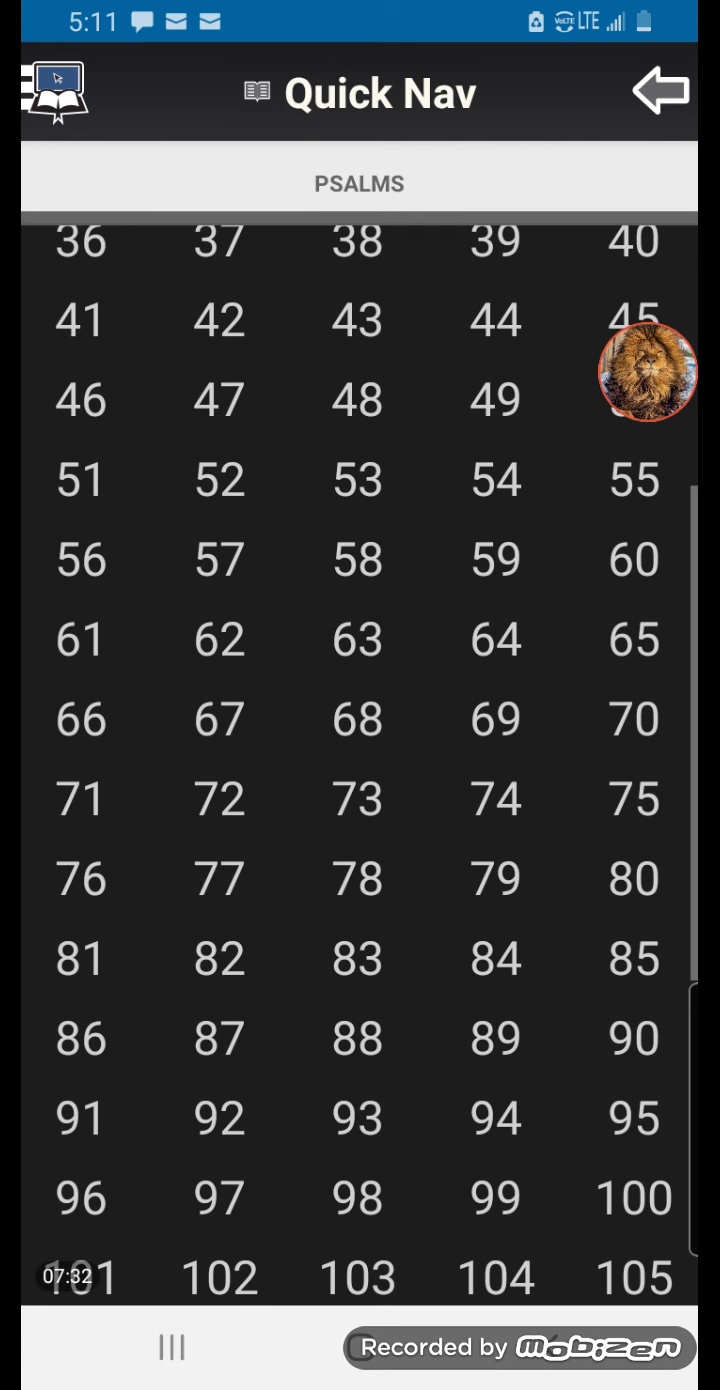 5:11 VoLTE LTE
Quick Nav
PSALMS
36 37 38 39 40
41 42 43 44 45
46 47 48 49
51 52 53 54 55
56 57 58 59 60
61 62 63 64 65
66 67 68 69 70
71 72 73 74 75
76 77 78 79 80
81 82 83 84 85
86 87 88 89 90
91 92 93 94 95
96 97 98 99 100
101 102 103 104 105
07:32
Recorded by mobizen